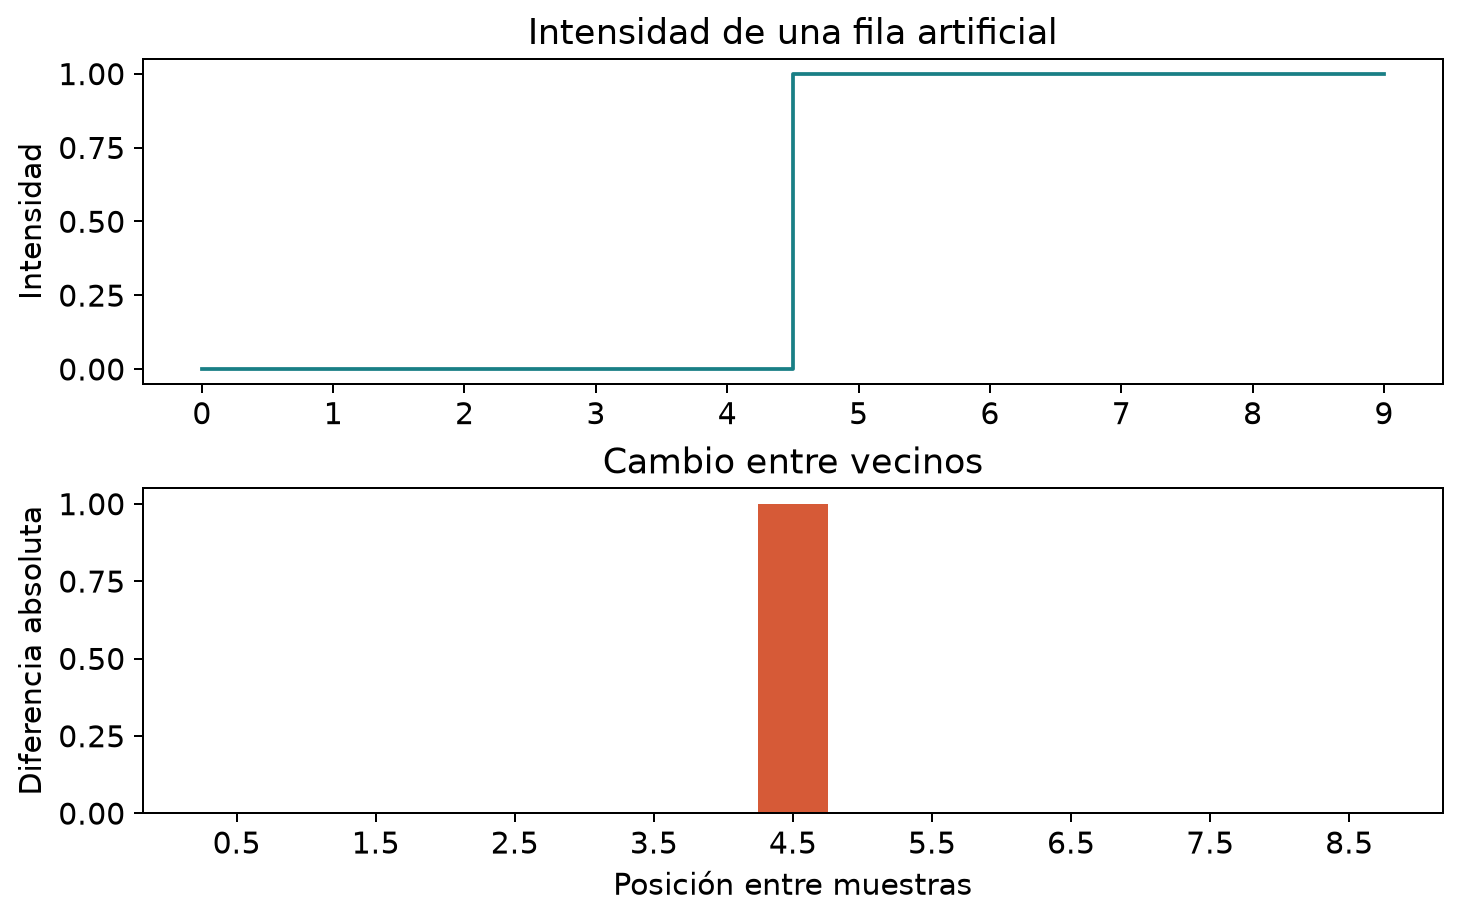 Intensidad de una fila artificial
Intensidad
1.00
0.75
0.50
0.25
0.00
0 1 2 3 4 5 6 7 8 9
Cambio entre vecinos
Diferencia absoluta
1.00
0.75
0.50
0.25
0.00
0.5 1.5 2.5 3.5 4.5 5.5 6.5 7.5 8.5
Posición entre muestras